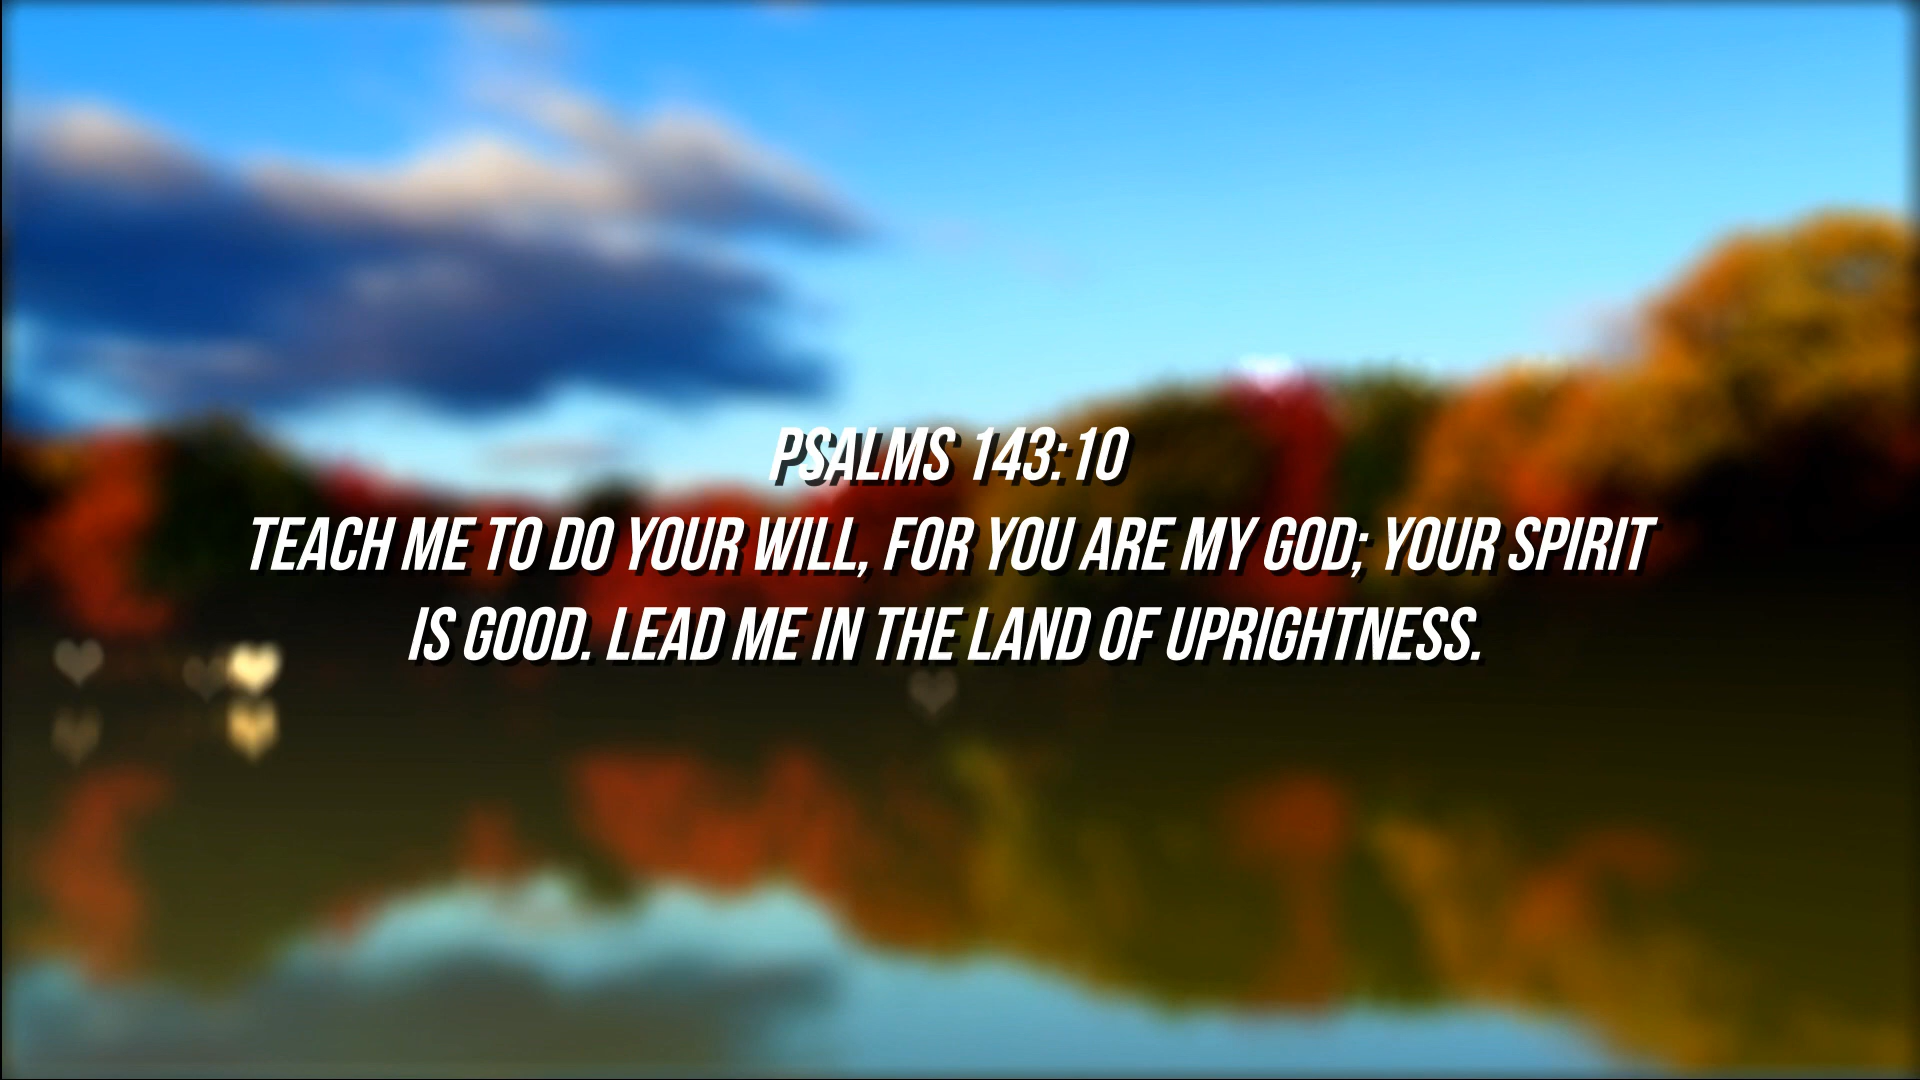 PSALMS 143:10
TEACH ME TO DO YOUR WILL, FOR YOU ARE MY GOD; YOUR SPIRIT
IS GOOD. LEAD ME IN THE LAND OF UPRIGHTNESS.